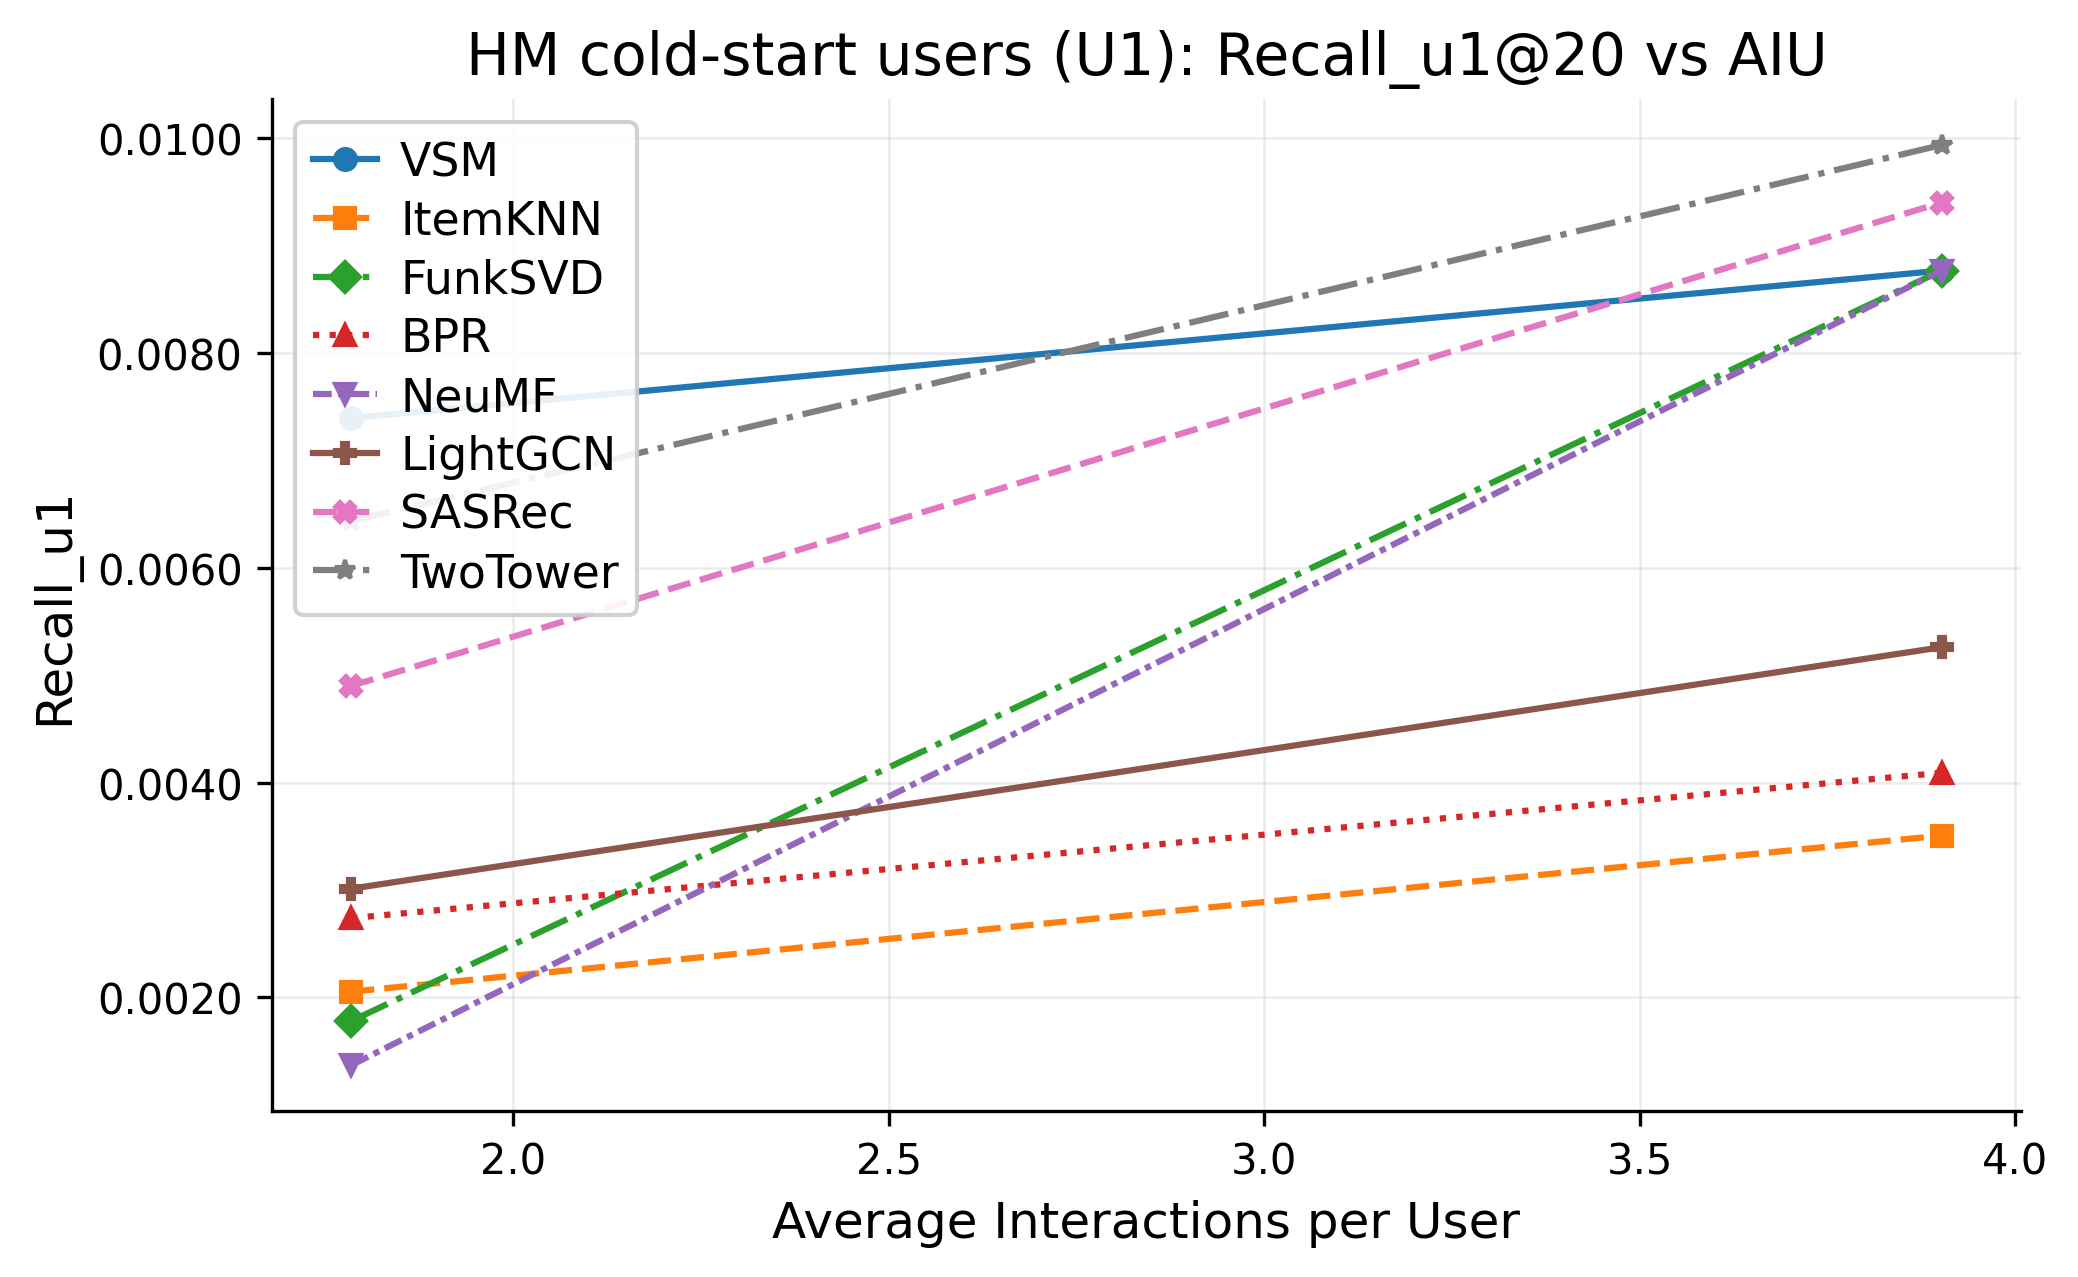 HM cold-start users (U1): Recall_u1@20 vs AIU
0.0100
0.0080
0.0060
0.0040
0.0020
Recall_u1
VSM
ItemKNN
FunkSVD
BPR
NeuMF
LightGCN
SASRec
TwoTower
2.0 2.5 3.0 3.5 4.0
Average Interactions per User